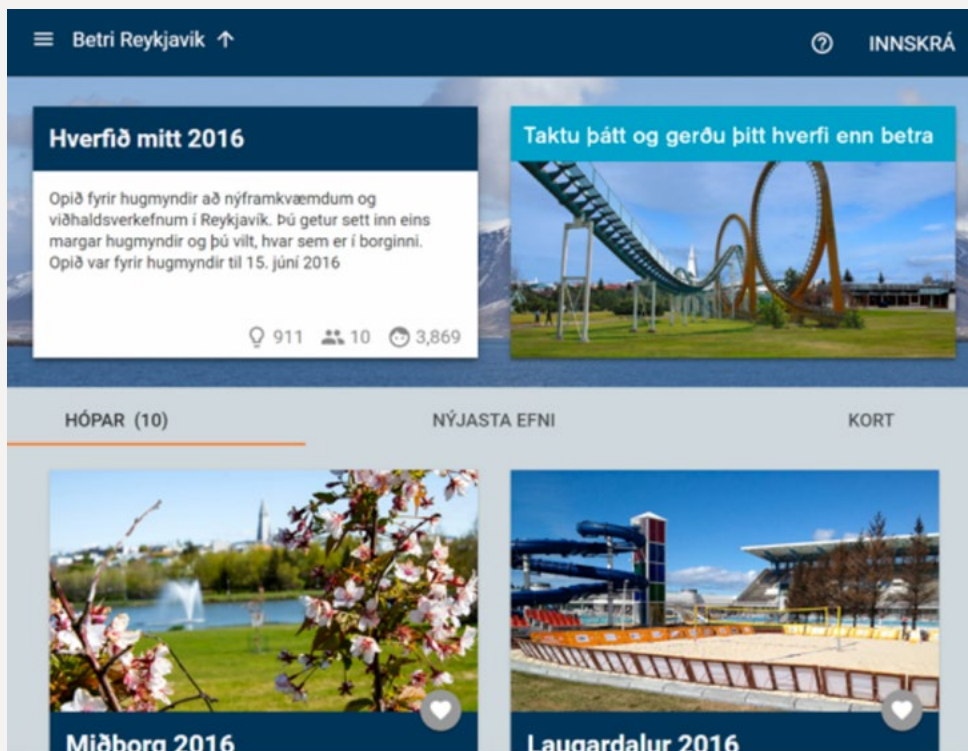 Betri Reykjavik
INNSKRÁ
Hverfið mitt 2016
Opið fyrir hugmyndir að nýframkvæmdum og
viðhaldsverkefnum í Reykjavík. Þú getur sett inn eins
margar hugmyndir og þú vilt, hvar sem er í borginni.
Opið var fyrir hugmyndir til 15. júní 2016
911 10 3,869
Taktu þátt og gerðu þitt hverfi enn betra
HÓPAR (10)
NÝJASTA EFNI
KORT
Miðborg 2016
Laugardalur 2016